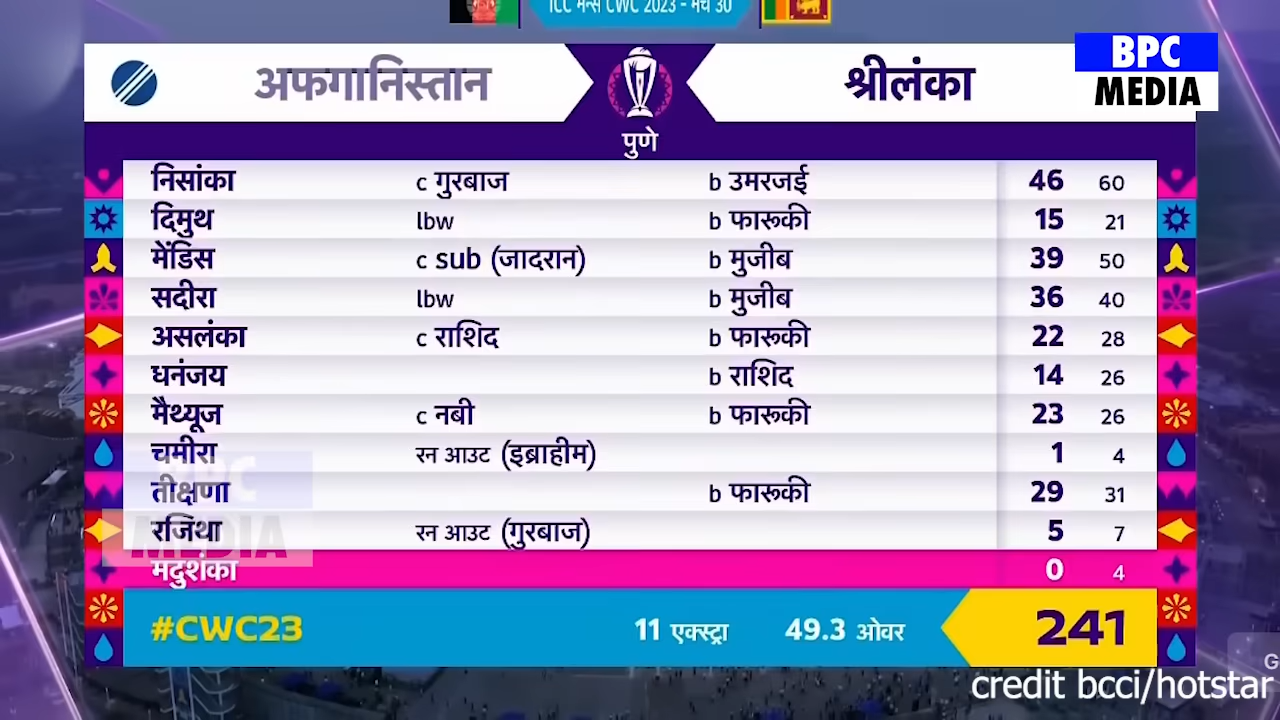 ICC मेन्स CWC 2023 - मैच 30
BPC
MEDIA
अफगानिस्तान श्रीलंका
पुणे
निसांका c गुरबाज b उमरजई 46 60
दिमुथ lbw b फारूकी 15 21
मेंडिस c sub (जादरान) b मुजीब 39 50
सदीरा lbw b मुजीब 36 40
असलंका c राशिद b फारूकी 22 28
धनंजय b राशिद 14 26
मैथ्यूज c नबी b फारूकी 23 26
चमीरा रन आउट (इब्राहीम) 1 4
तीक्षणा b फारूकी 29 31
रजिथा रन आउट (गुरबाज) 5 7
मदुशंका 0 4
BPC
MEDIA
#CWC23 11 एक्स्ट्रा 49.3 ओवर 241
G
credit bcci/hotstar